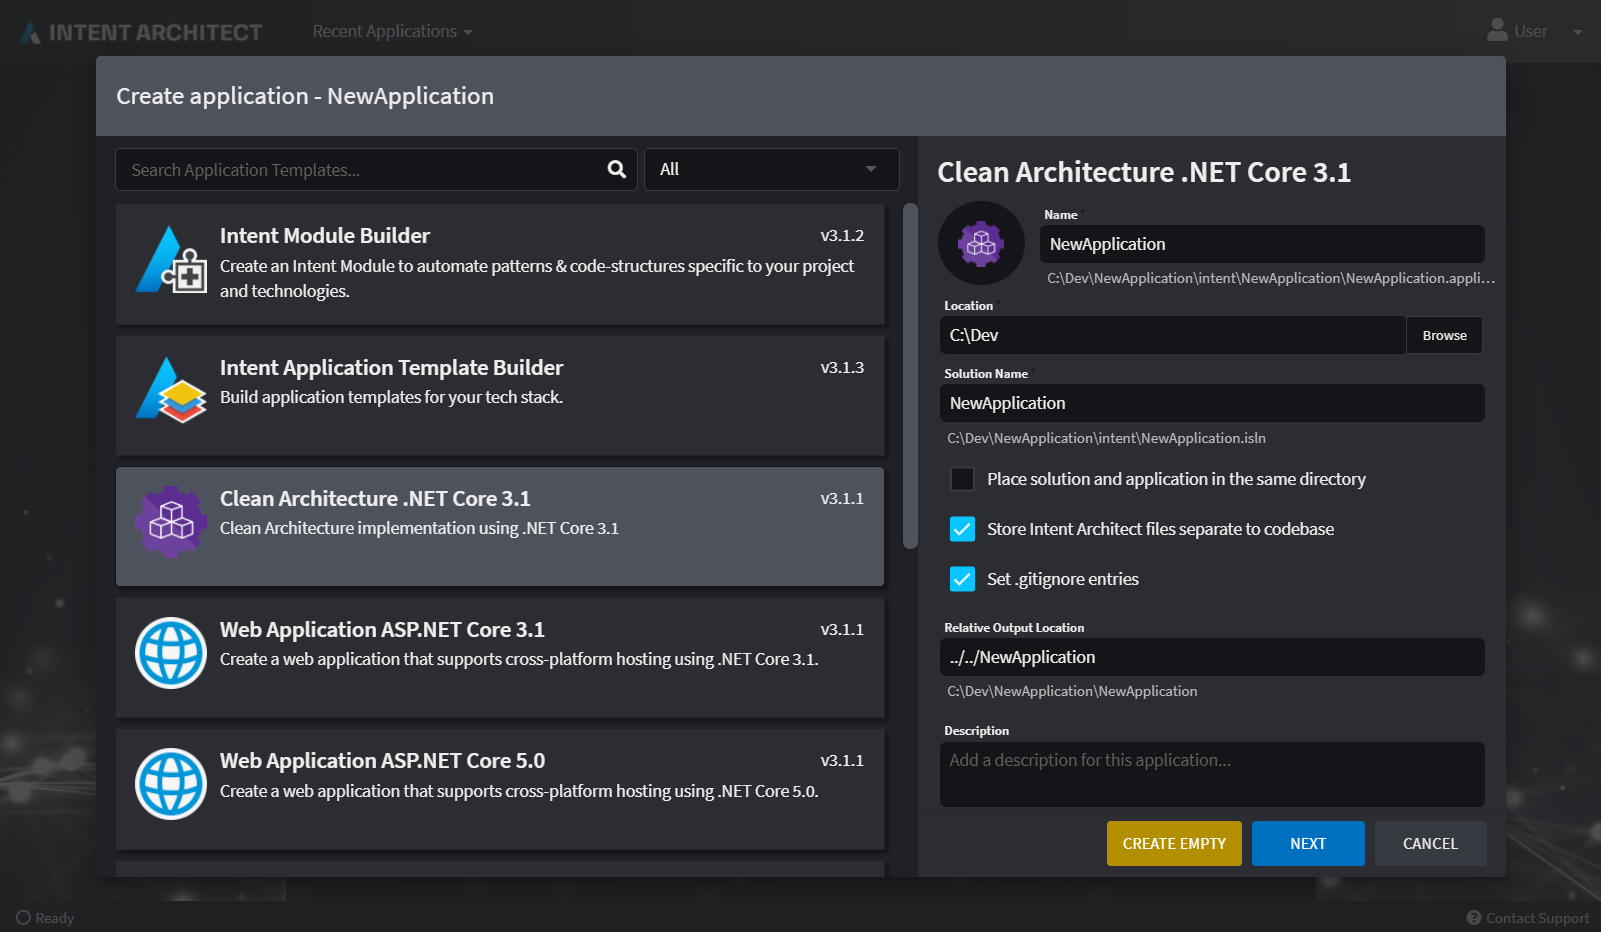 INTENT ARCHITECT
Recent Applications
User
Create application - NewApplication
Search Application Templates...
All
Intent Module Builder
v3.1.2
Create an Intent Module to automate patterns & code-structures specific to your project
and technologies.
Intent Application Template Builder
v3.1.3
Build application templates for your tech stack.
Clean Architecture .NET Core 3.1
v3.1.1
Clean Architecture implementation using .NET Core 3.1
Web Application ASP.NET Core 3.1
v3.1.1
Create a web application that supports cross-platform hosting using .NET Core 3.1.
Web Application ASP.NET Core 5.0
v3.1.1
Create a web application that supports cross-platform hosting using .NET Core 5.0.
Clean Architecture .NET Core 3.1
Name
NewApplication
C:\Dev\NewApplication\intent\NewApplication\NewApplication.appli...
Location
C:\Dev
Browse
Solution Name
NewApplication
C:\Dev\NewApplication\intent\NewApplication.isln
Place solution and application in the same directory
Store Intent Architect files separate to codebase
Set .gitignore entries
Relative Output Location
../../NewApplication
C:\Dev\NewApplication\NewApplication
Description
Add a description for this application...
CREATE EMPTY
NEXT
CANCEL
Ready
Contact Support